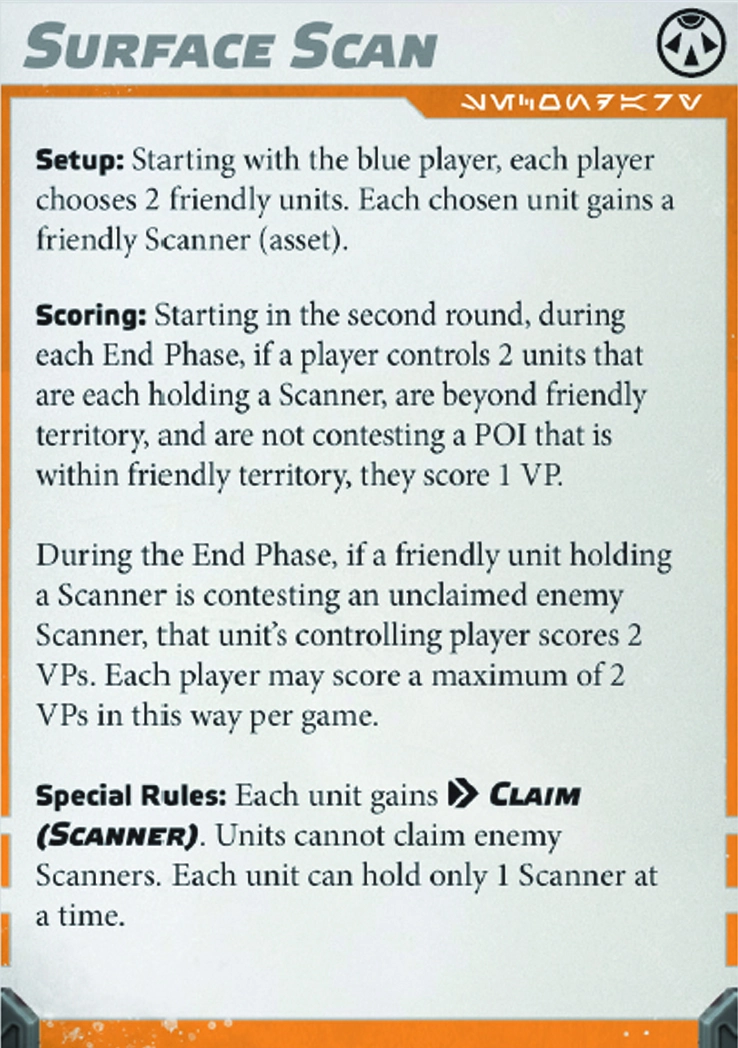 SURFACE SCAN
Setup: Starting with the blue player, each player
chooses 2 friendly units. Each chosen unit gains a
friendly Scanner (asset).
Scoring: Starting in the second round, during
each End Phase, if a player controls 2 units that
are each holding a Scanner, are beyond friendly
territory, and are not contesting a POI that is
within friendly territory, they score 1 VP.
During the End Phase, if a friendly unit holding
a Scanner is contesting an unclaimed enemy
Scanner, that unit's controlling player scores 2
VPs. Each player may score a maximum of 2
VPs in this way per game.
Special Rules: Each unit gains CLAIM
(SCANNER). Units cannot claim enemy
Scanners. Each unit can hold only 1 Scanner at
a time.